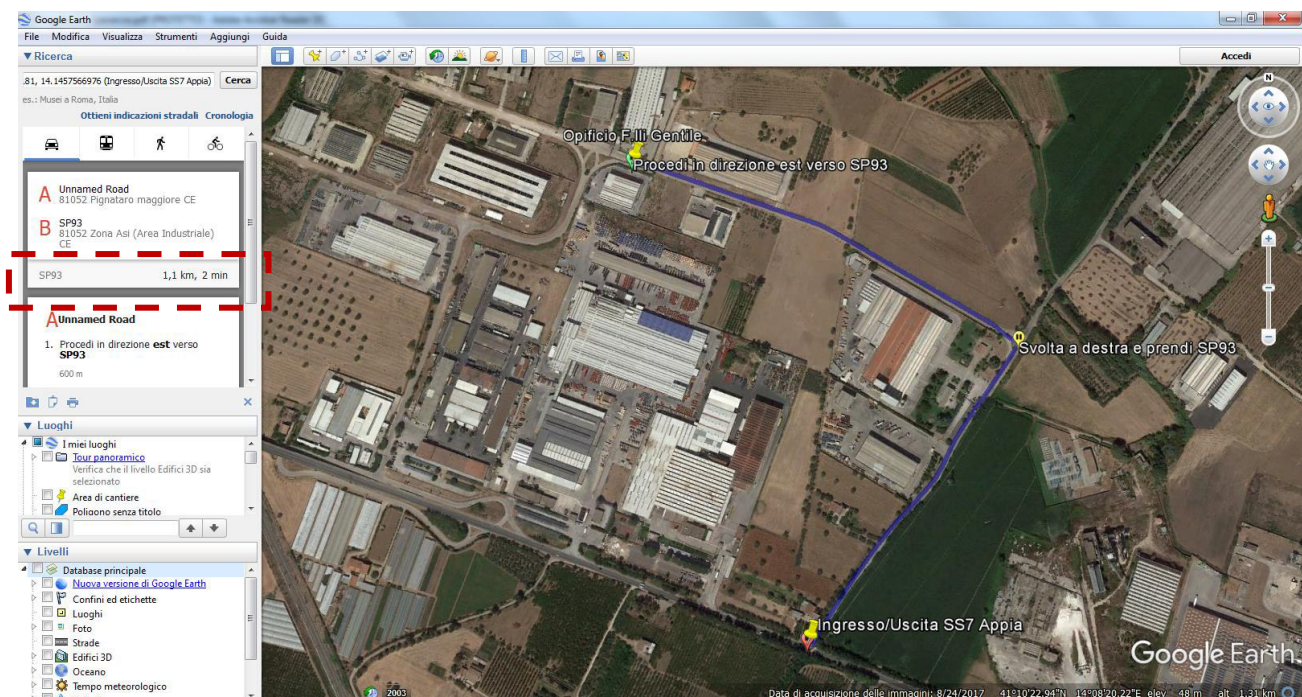 Google Earth
File Modifica Visualizza Strumenti Aggiungi Guida
▼ Ricerca
Accedi
81, 14.1457566976 (Ingresso/Uscita SS7 Appia)
Cerca
es.: Musei a Roma, Italia
Ottieni indicazioni stradali Cronologia
A Unnamed Road
81052 Pignataro maggiore CE
B SP93
81052 Zona Asi (Area Industriale)
CE
SP93 1,1 km, 2 min
A Unnamed Road
1. Procedi in direzione est verso
SP93
600 m
▼ Luoghi
I miei luoghi
Tour panoramico
Verifica che il livello Edifici 3D sia
selezionato
Area di cantiere
Poligono senza titolo
▼ Livelli
Database principale
Nuova versione di Google Earth
Confini ed etichette
Luoghi
Foto
Strade
Edifici 3D
Oceano
Tempo meteorologico
N
Opificio F.lli Gentile
Procedi in direzione est verso SP93
Svolta a destra e prendi SP93
Ingresso/Uscita SS7 Appia
Google Earth
2003
Data di acquisizione delle immagini: 8/24/2017 41°10'22.94"N 14°08'20.22"E elev 48 m alt 1.31 km